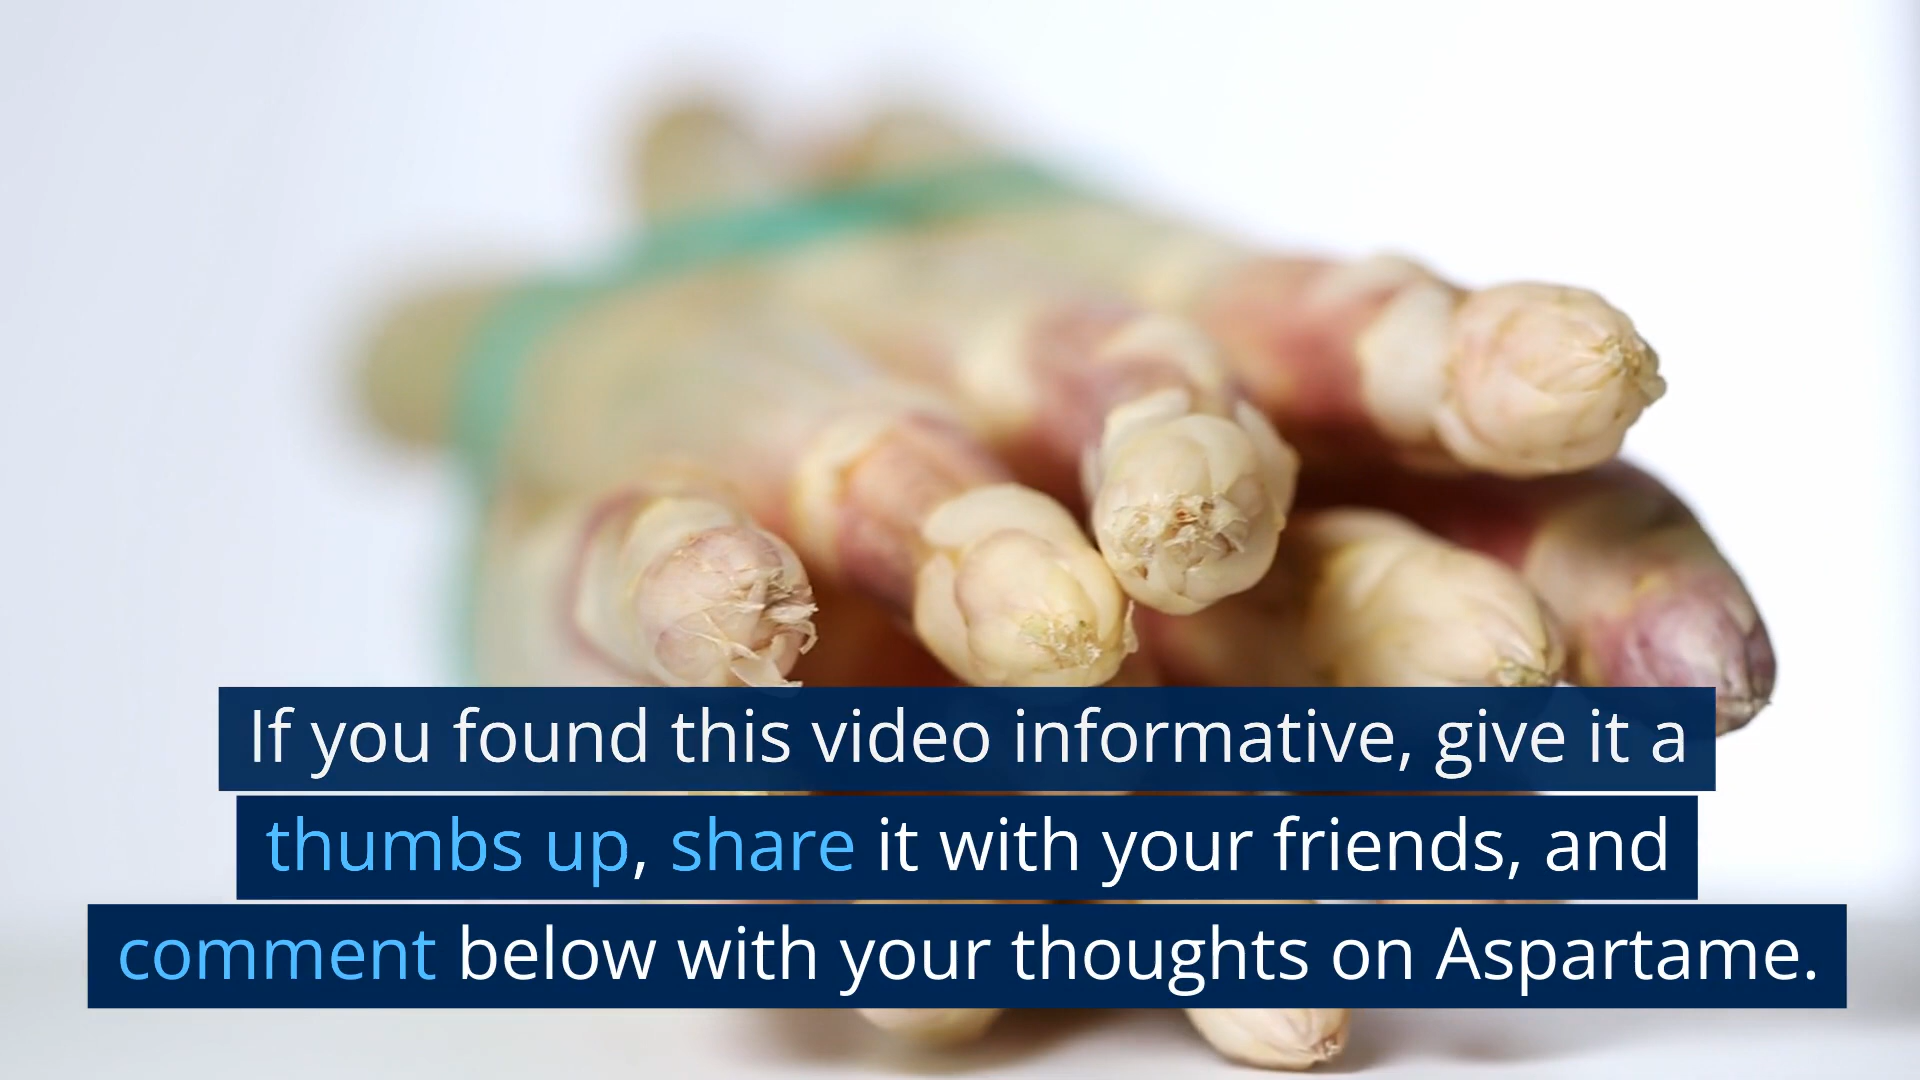 If you found this video informative, give it a
thumbs up, share it with your friends, and
comment below with your thoughts on Aspartame.